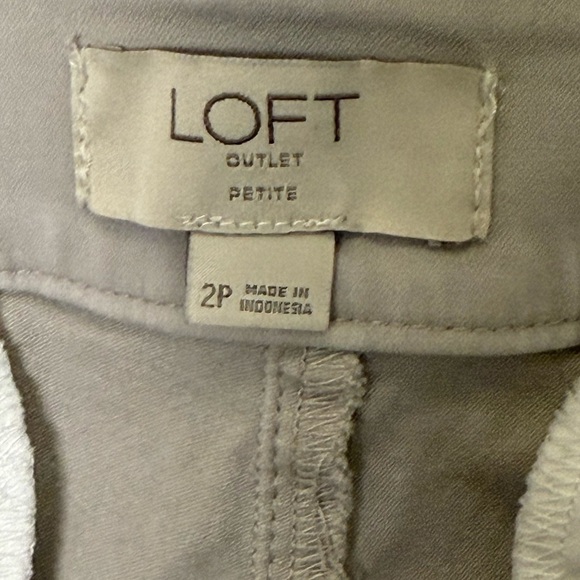 LOFT
OUTLET
PETITE
2P MADE IN
INDONESIA